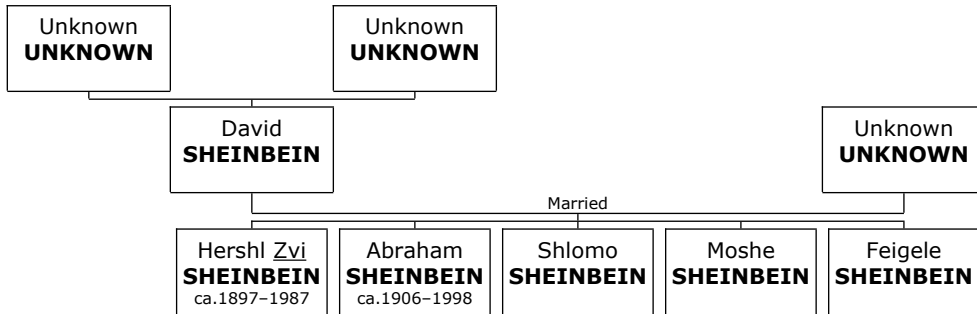 Unknown
UNKNOWN
Unknown
UNKNOWN
David
SHEINBEIN
Unknown
UNKNOWN
Married
Hershl Zvi
SHEINBEIN
ca.1897–1987
Abraham
SHEINBEIN
ca.1906–1998
Shlomo
SHEINBEIN
Moshe
SHEINBEIN
Feigele
SHEINBEIN